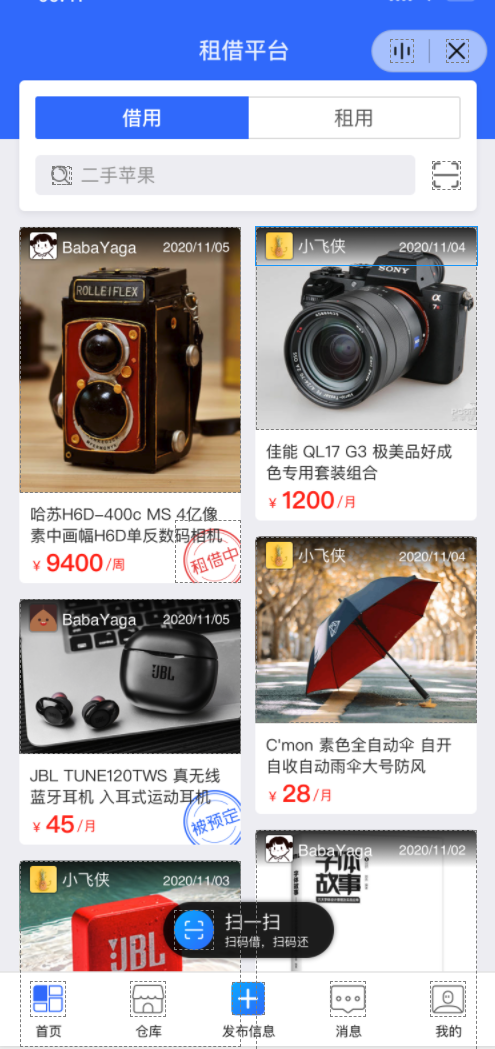 租借平台
借用
租用
二手苹果
BabaYaga
2020/11/05
ROLLEIFLEX
哈苏H6D-400c MS 4亿像
素中画幅H6D单反数码相机
¥ 9400/周
租借中
小飞侠
2020/11/04
SONY
α
佳能 QL17 G3 极美品好成
色专用套装组合
¥ 1200/月
BabaYaga
2020/11/05
JBL
JBL TUNE120TWS 真无线
蓝牙耳机 入耳式运动耳机
¥ 45/月
被预定
小飞侠
2020/11/04
C'mon 素色全自动伞 自开
自收自动雨伞大号防风
¥ 28/月
小飞侠
2020/11/03
JBL
BabaYaga
2020/11/02
字体
故事
扫一扫
扫码借，扫码还
首页
仓库
发布信息
消息
我的